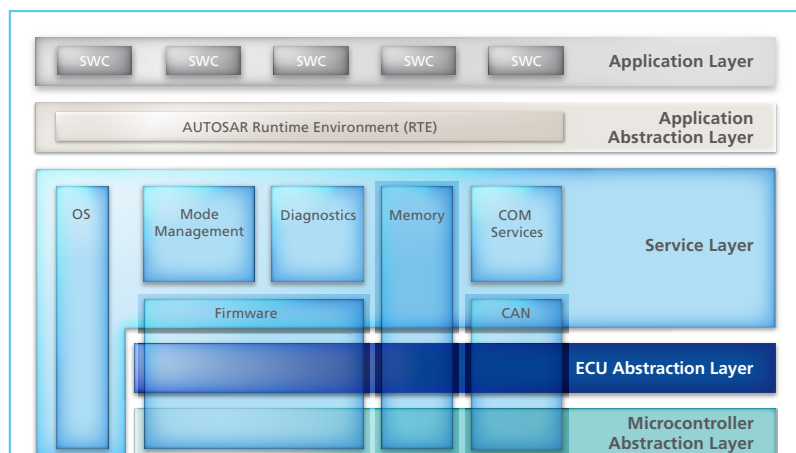 SWC SWC SWC SWC SWC Application Layer
AUTOSAR Runtime Environment (RTE)
Application
Abstraction Layer
OS
Mode
Management
Diagnostics
Memory
COM
Services
Service Layer
Firmware
CAN
ECU Abstraction Layer
Microcontroller
Abstraction Layer